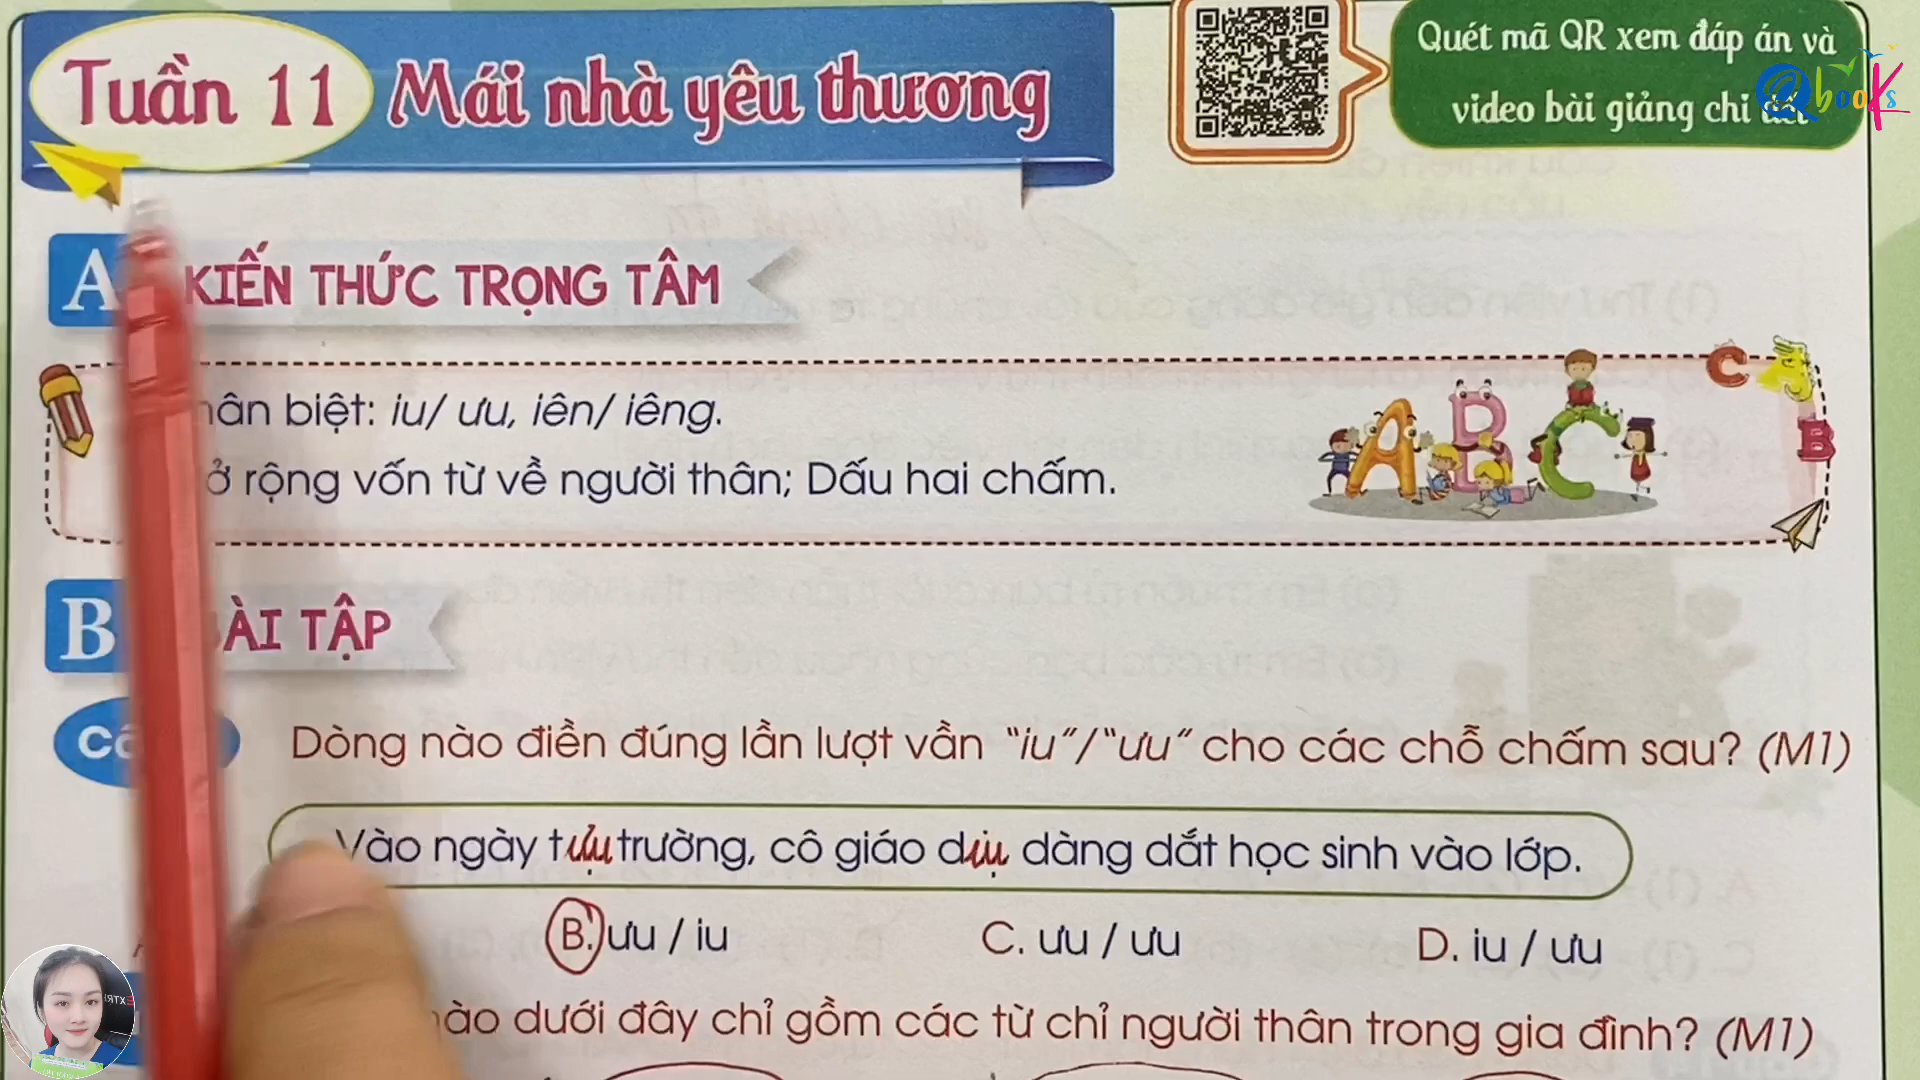 Tuần 11 Mái nhà yêu thương
Quét mã QR xem đáp án và
video bài giảng chi
Qbooks
A KIẾN THỨC TRỌNG TÂM
biệt: iu/ ưu, iên/ iêng.
rộng vốn từ về người thân; Dấu hai chấm.
A B C
C
B
B BÀI TẬP
Dòng nào điền đúng lần lượt vần “iu”/“ưu” cho các chỗ chấm sau? (M1)
Vào ngày tựu trường, cô giáo dịu dàng dắt học sinh vào lớp.
B. ưu / iu C. ưu / ưu D. iu / ưu
nào dưới đây chỉ gồm các từ chỉ người thân trong gia đình? (M1)